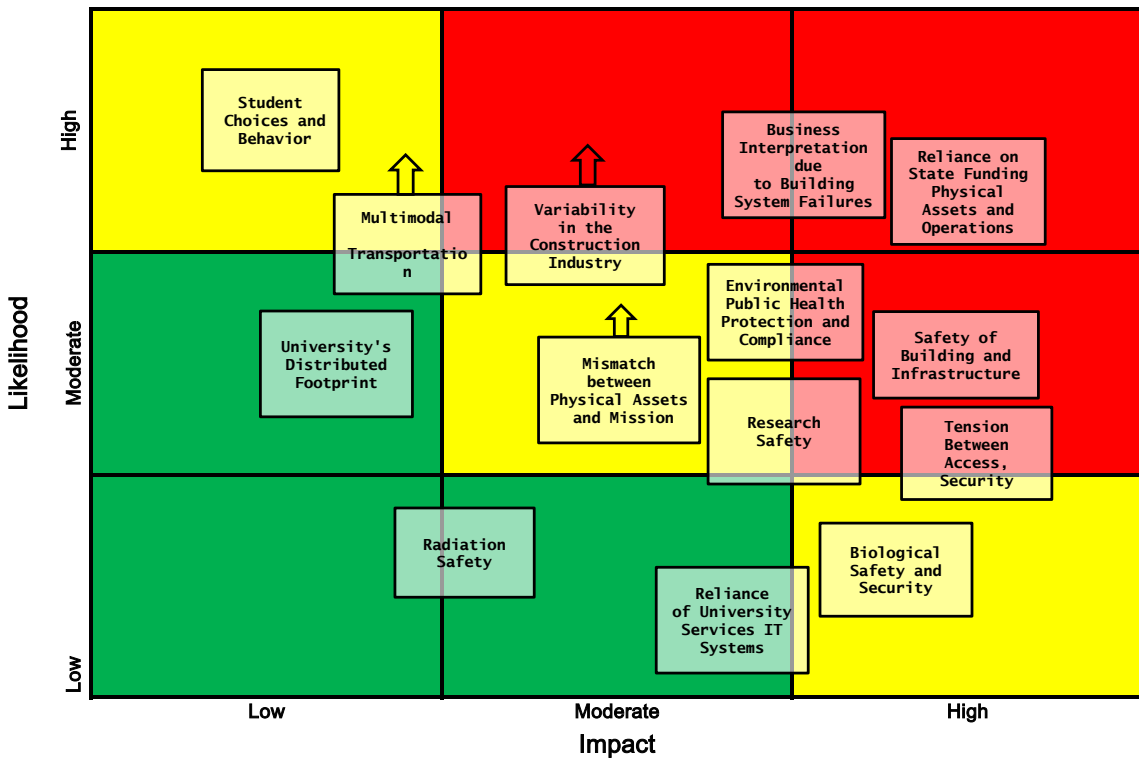 Student
Choices and
Behavior
Business
Interpretation
due
to Building
System Failures
Reliance on
State Funding
Physical
Assets and
Operations
Multimodal
Transportatio
n
Variability
in the
Construction
Industry
Environmental
Public Health
Protection and
Compliance
University's
Distributed
Footprint
Mismatch
between
Physical Assets
and Mission
Safety of
Building and
Infrastructure
Research
Safety
Tension
Between
Access,
Security
Radiation
Safety
Biological
Safety and
Security
Reliance
of University
Services IT
Systems
High
Moderate
Low
Likelihood
Low
Moderate
High
Impact